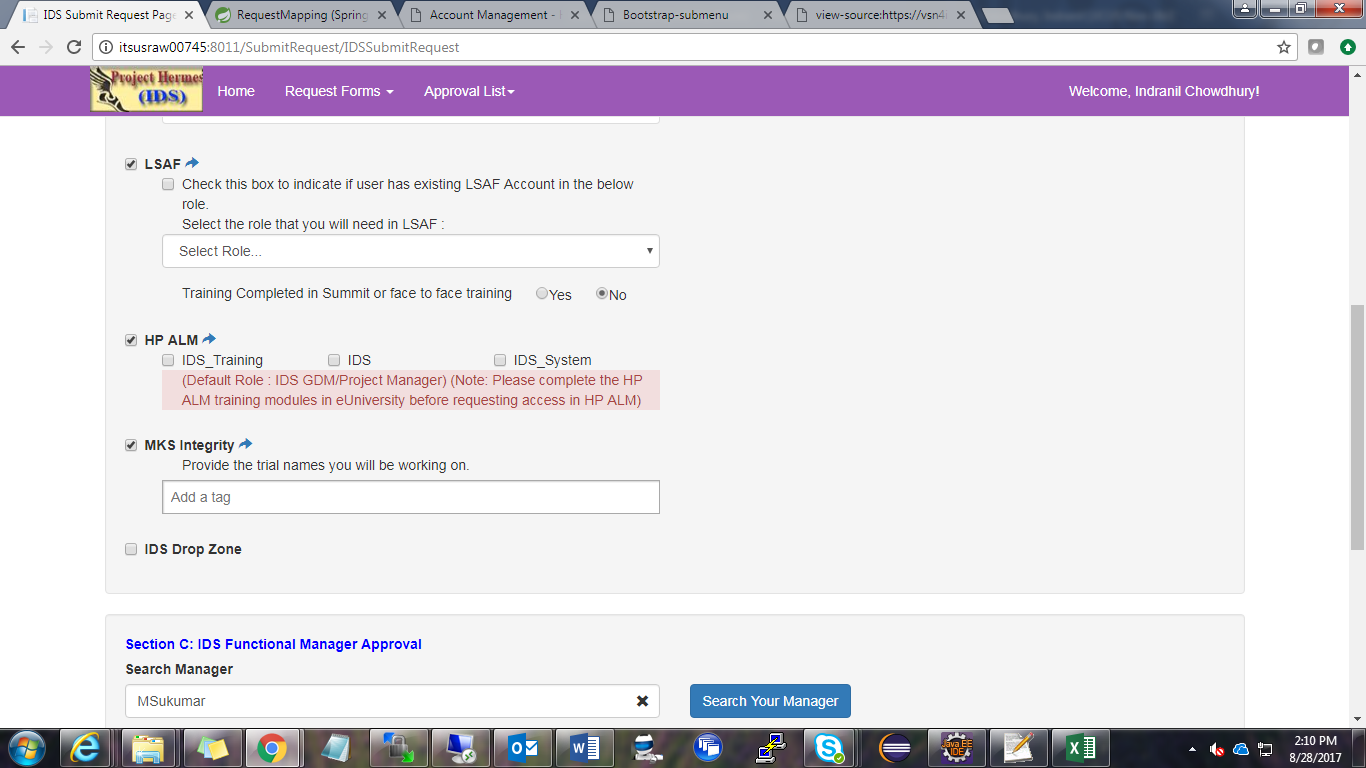 IDS Submit Request Page
RequestMapping (Spring
Account Management -
Bootstrap-submenu
view-source:https://vsn4
itsusraw00745:8011/SubmitRequest/IDSSubmitRequest
Project Hermes
(IDS)
Home
Request Forms
Approval List
Welcome, Indranil Chowdhury!
LSAF
Check this box to indicate if user has existing LSAF Account in the below
role.
Select the role that you will need in LSAF :
Select Role...
Training Completed in Summit or face to face training
Yes
No
HP ALM
IDS_Training
IDS
IDS_System
(Default Role : IDS GDM/Project Manager) (Note: Please complete the HP
ALM training modules in eUniversity before requesting access in HP ALM)
MKS Integrity
Provide the trial names you will be working on.
Add a tag
IDS Drop Zone
Section C: IDS Functional Manager Approval
Search Manager
MSukumar
Search Your Manager
Java EE
IDE
2:10 PM
8/28/2017